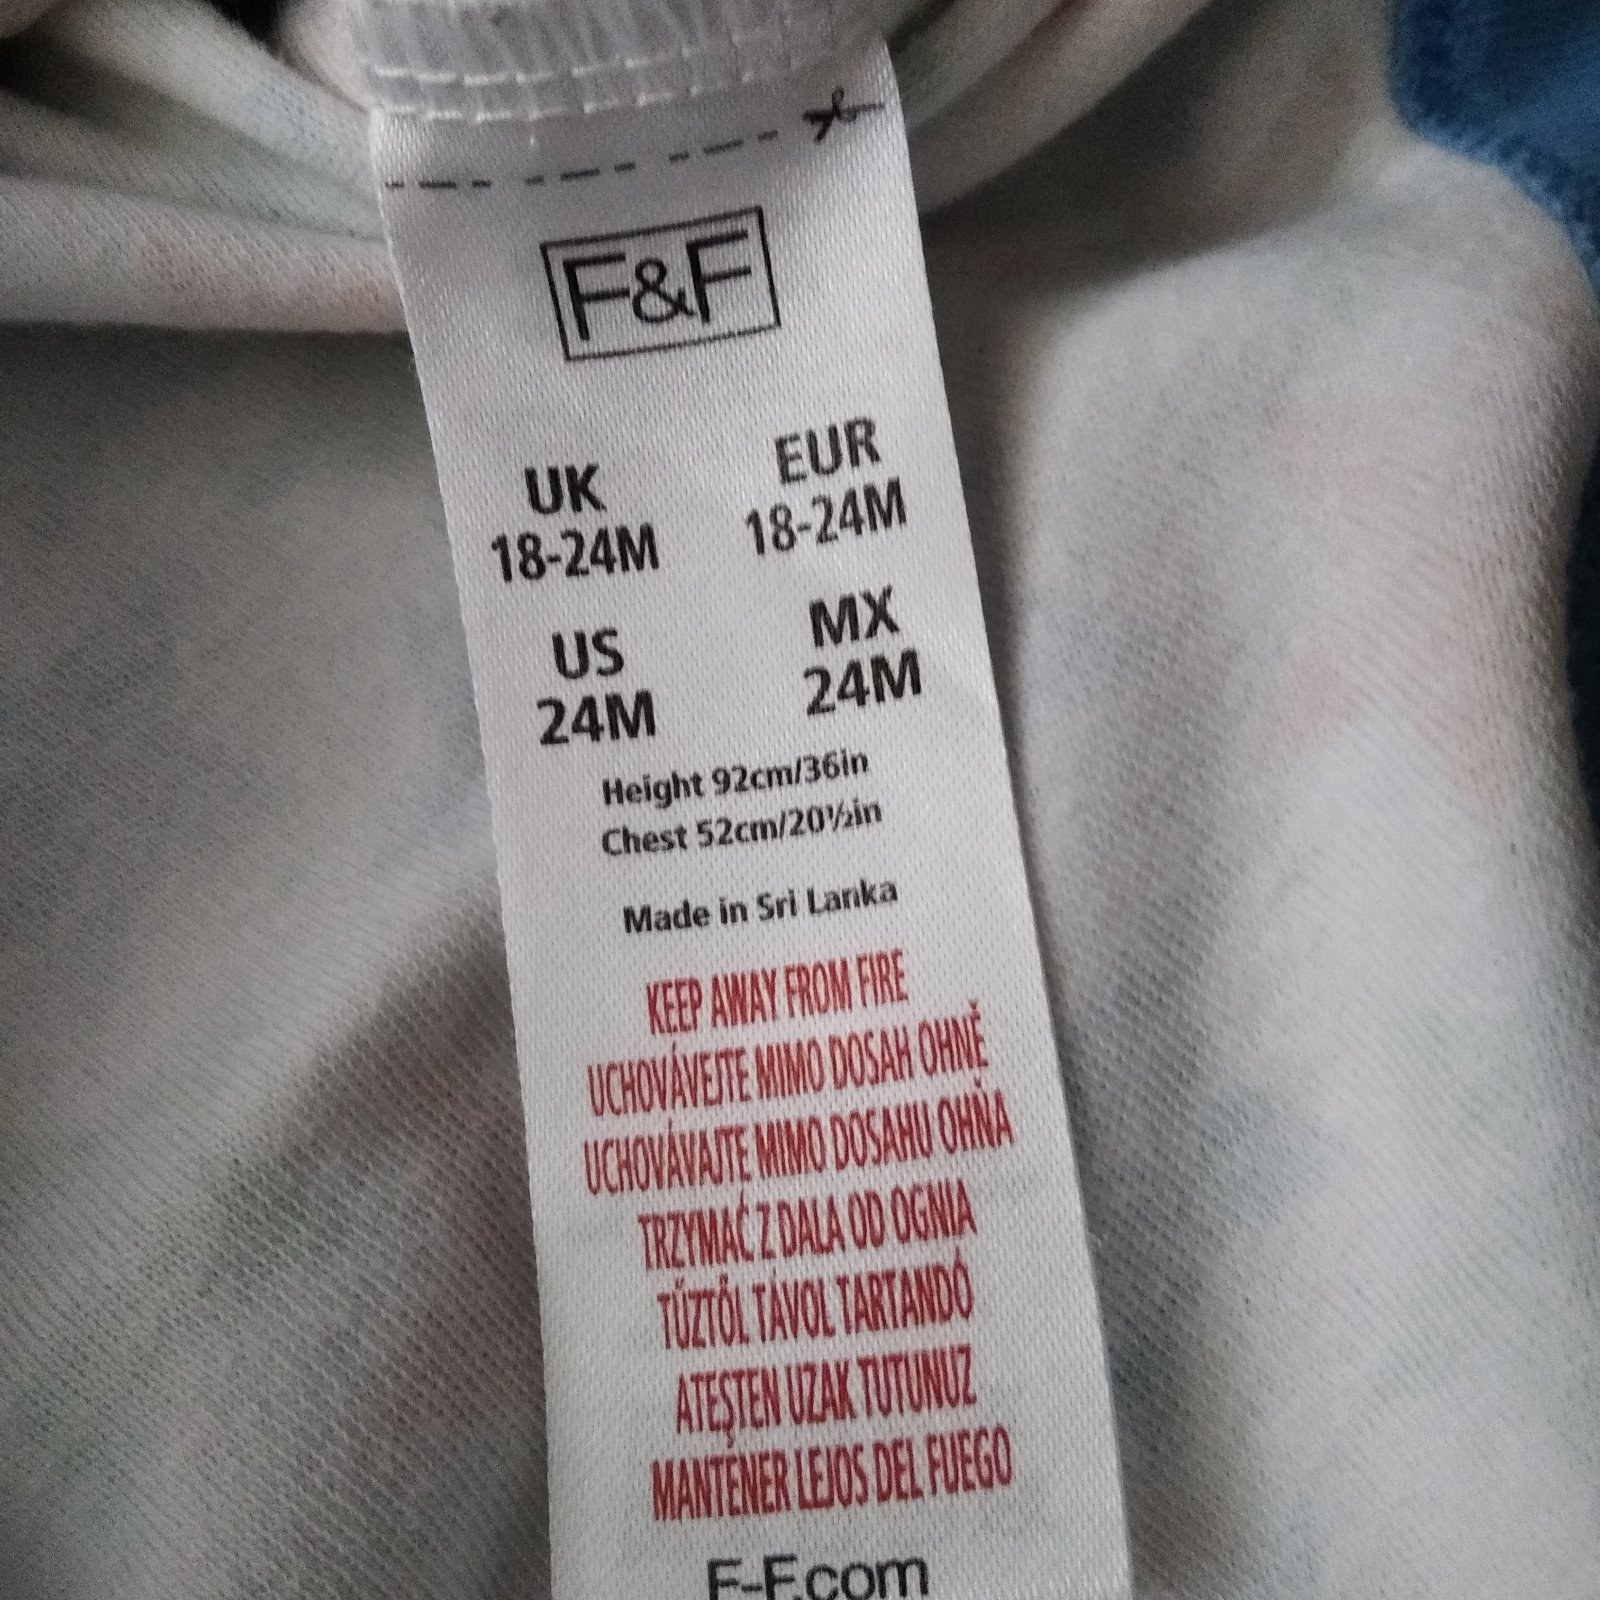 F&F
UK
18-24M
EUR
18-24M
US
24M
MX
24M
Height 92cm/36in
Chest 52cm/20½in
Made in Sri Lanka
KEEP AWAY FROM FIRE
UCHOVÁVEJTE MIMO DOSAH OHNĚ
UCHOVÁVAJTE MIMO DOSAHU OHŇA
TRZYMAĆ Z DALA OD OGNIA
TŰZTŐL TÁVOL TARTANDÓ
ATEŞTEN UZAK TUTUNUZ
MANTENER LEJOS DEL FUEGO
F-F.com